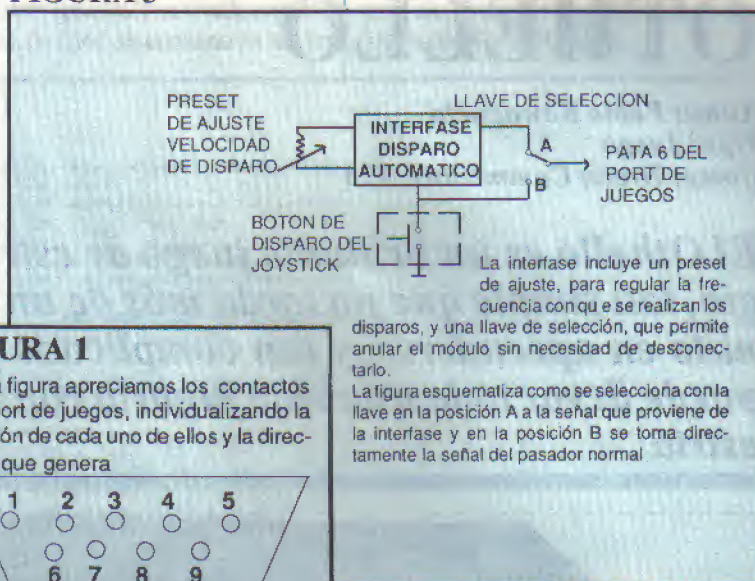 PRESET
DE AJUSTE
VELOCIDAD
DE DISPARO
INTERFASE
DISPARO
AUTOMATICO
LLAVE DE SELECCION
A
B
PATA 6 DEL
PORT DE
JUEGOS
BOTON DE
DISPARO DEL
JOYSTICK
La interfase incluye un preset
de ajuste, para regular la fre-
cuencia con qu e se realizan los
disparos, y una llave de selección, que permite
anular el módulo sin necesidad de desconec-
tarlo.
La figura esquematiza como se selecciona con la
llave en la posición A a la señal que proviene de
la interfase y en la posición B se toma direc-
tamente la señal del pasador normal
URA 1
figura apreciamos los contactos
ort de juegos, individualizando la
ón de cada uno de ellos y la direc-
que genera
1 2 3 4 5
6 7 8 9